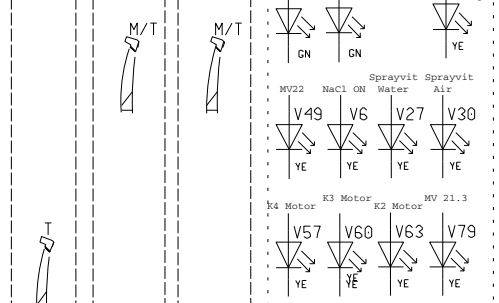 M/T M/T
GN GN YE
Sprayvit Sprayvit
MV22 NaCl ON Water Air
V49 V6 V27 V30
YE YE YE YE
K3 Motor MV 21.3
K4 Motor K2 Motor
T V57 V60 V63 V79
YE
YE YE YE YE